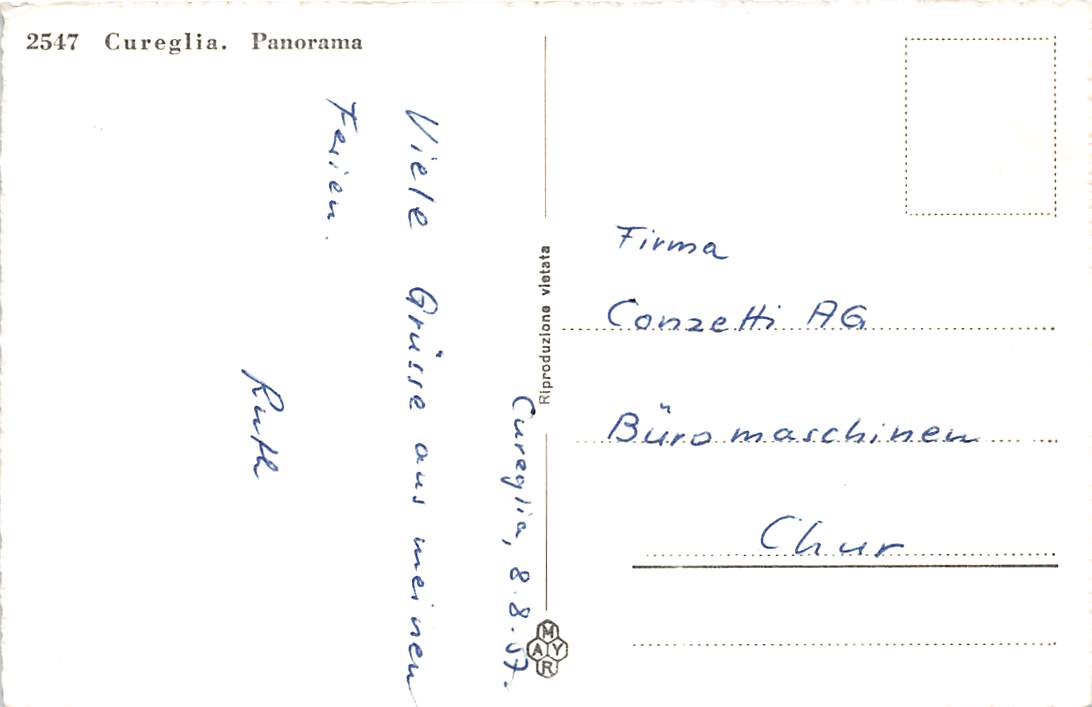 2547 Cureglia. Panorama
Cureglia, 8.8.57.
Viele Grüsse aus meinen
Ferien.
Ruth
Riproduzione vietata
MAYR
Firma
Conzetti AG
Büromaschinen
Chur